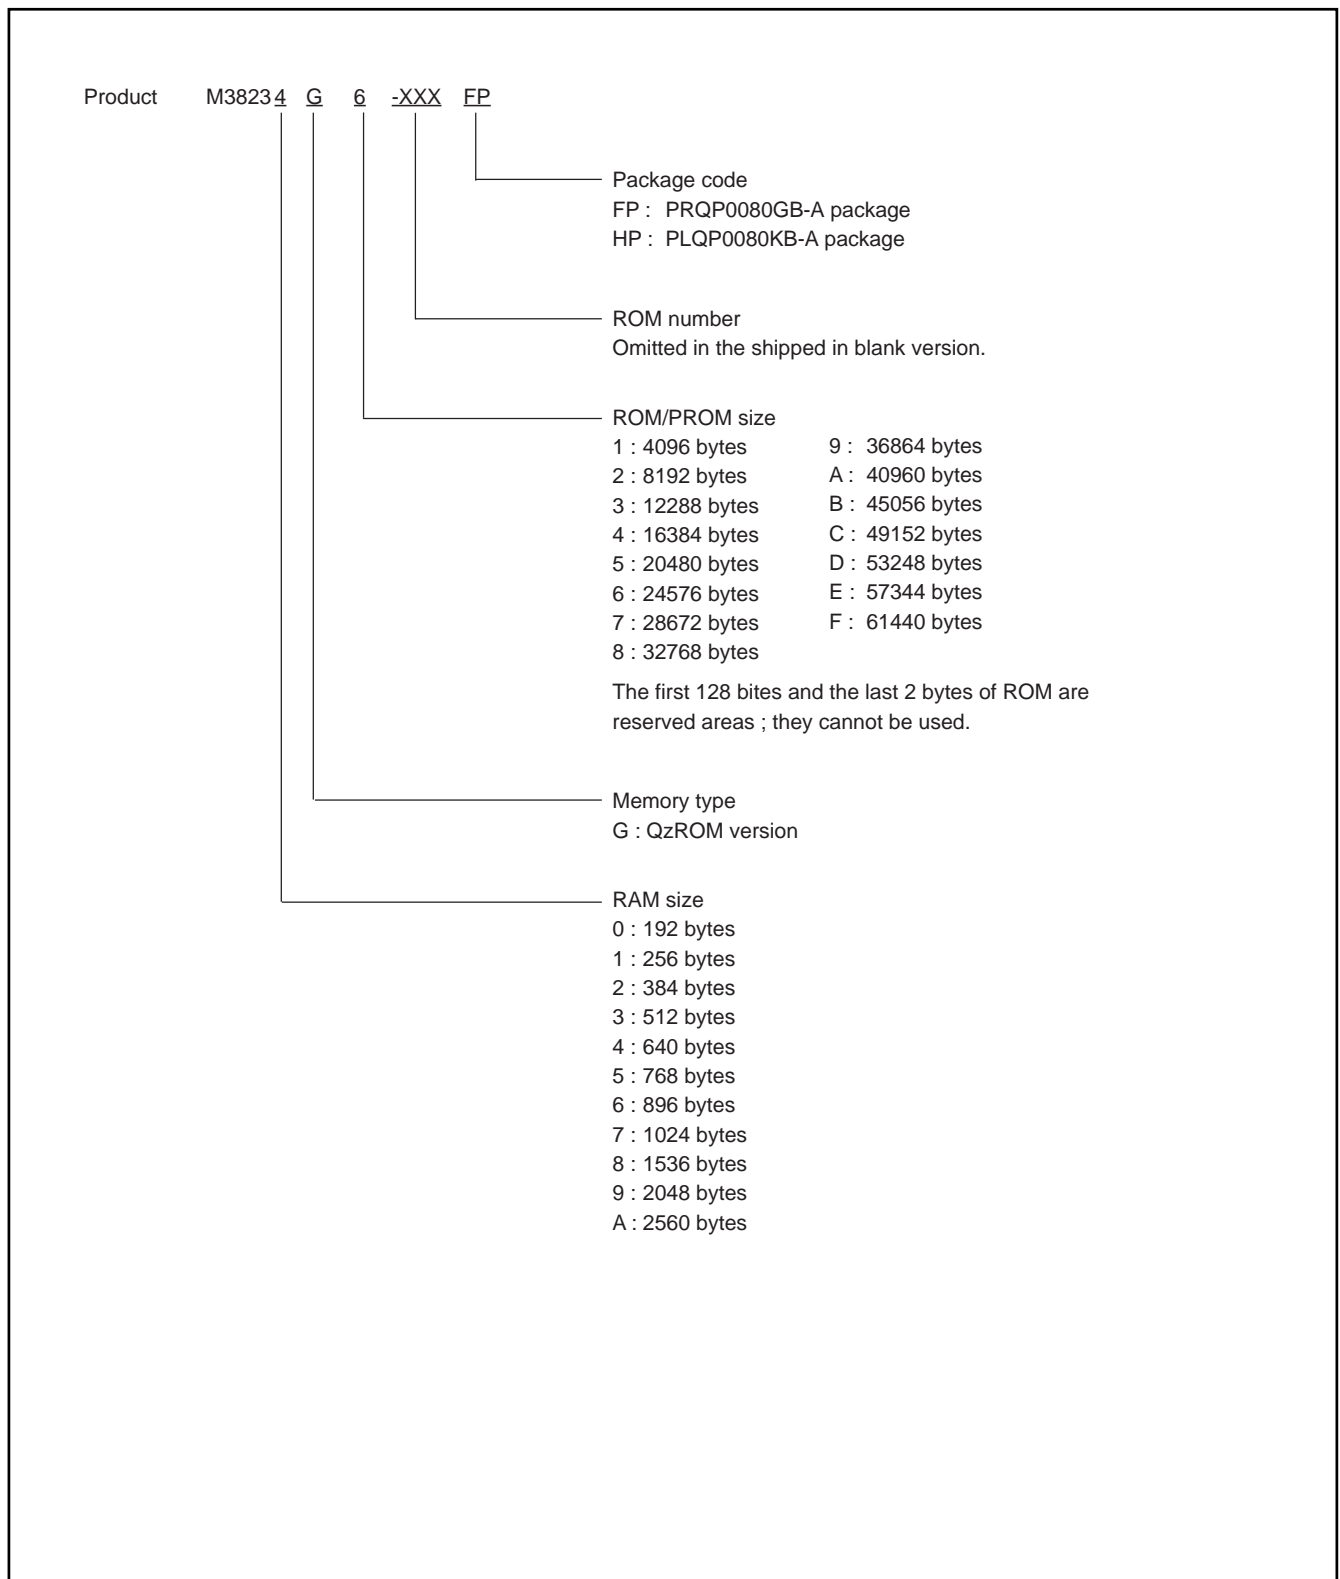 Product M38234 G 6 -XXX FP
Package code
FP : PRQP0080GB-A package
HP : PLQP0080KB-A package
ROM number
Omitted in the shipped in blank version.
ROM/PROM size
1 : 4096 bytes
2 : 8192 bytes
3 : 12288 bytes
4 : 16384 bytes
5 : 20480 bytes
6 : 24576 bytes
7 : 28672 bytes
8 : 32768 bytes
9 : 36864 bytes
A : 40960 bytes
B : 45056 bytes
C : 49152 bytes
D : 53248 bytes
E : 57344 bytes
F : 61440 bytes
The first 128 bites and the last 2 bytes of ROM are
reserved areas ; they cannot be used.
Memory type
G : QzROM version
RAM size
0 : 192 bytes
1 : 256 bytes
2 : 384 bytes
3 : 512 bytes
4 : 640 bytes
5 : 768 bytes
6 : 896 bytes
7 : 1024 bytes
8 : 1536 bytes
9 : 2048 bytes
A : 2560 bytes